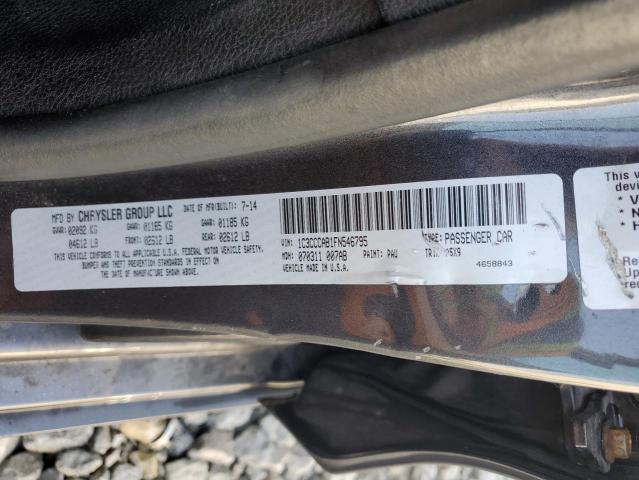 MFD BY CHRYSLER GROUP LLC DATE OF MFR(BUILT): 7-14
GVWR: 02092 KG GAWR: 01185 KG GAWR: 01185 KG
04612 LB FRONT: 02612 LB REAR: 02612 LB
THIS VEHICLE CONFORMS TO ALL APPLICABLE U.S.A. FEDERAL MOTOR VEHICLE SAFETY,
BUMPER AND THEFT PREVENTION STANDARDS IN EFFECT ON
THE DATE OF MANUFACTURE SHOWN ABOVE.
VIN: 1C3CCCAB1FN546795 TYPE: PASSENGER CAR
MDH: 070311 007AB PAINT: PAU
VEHICLE MADE IN U.S.A. 4658843
This v
devic
• V